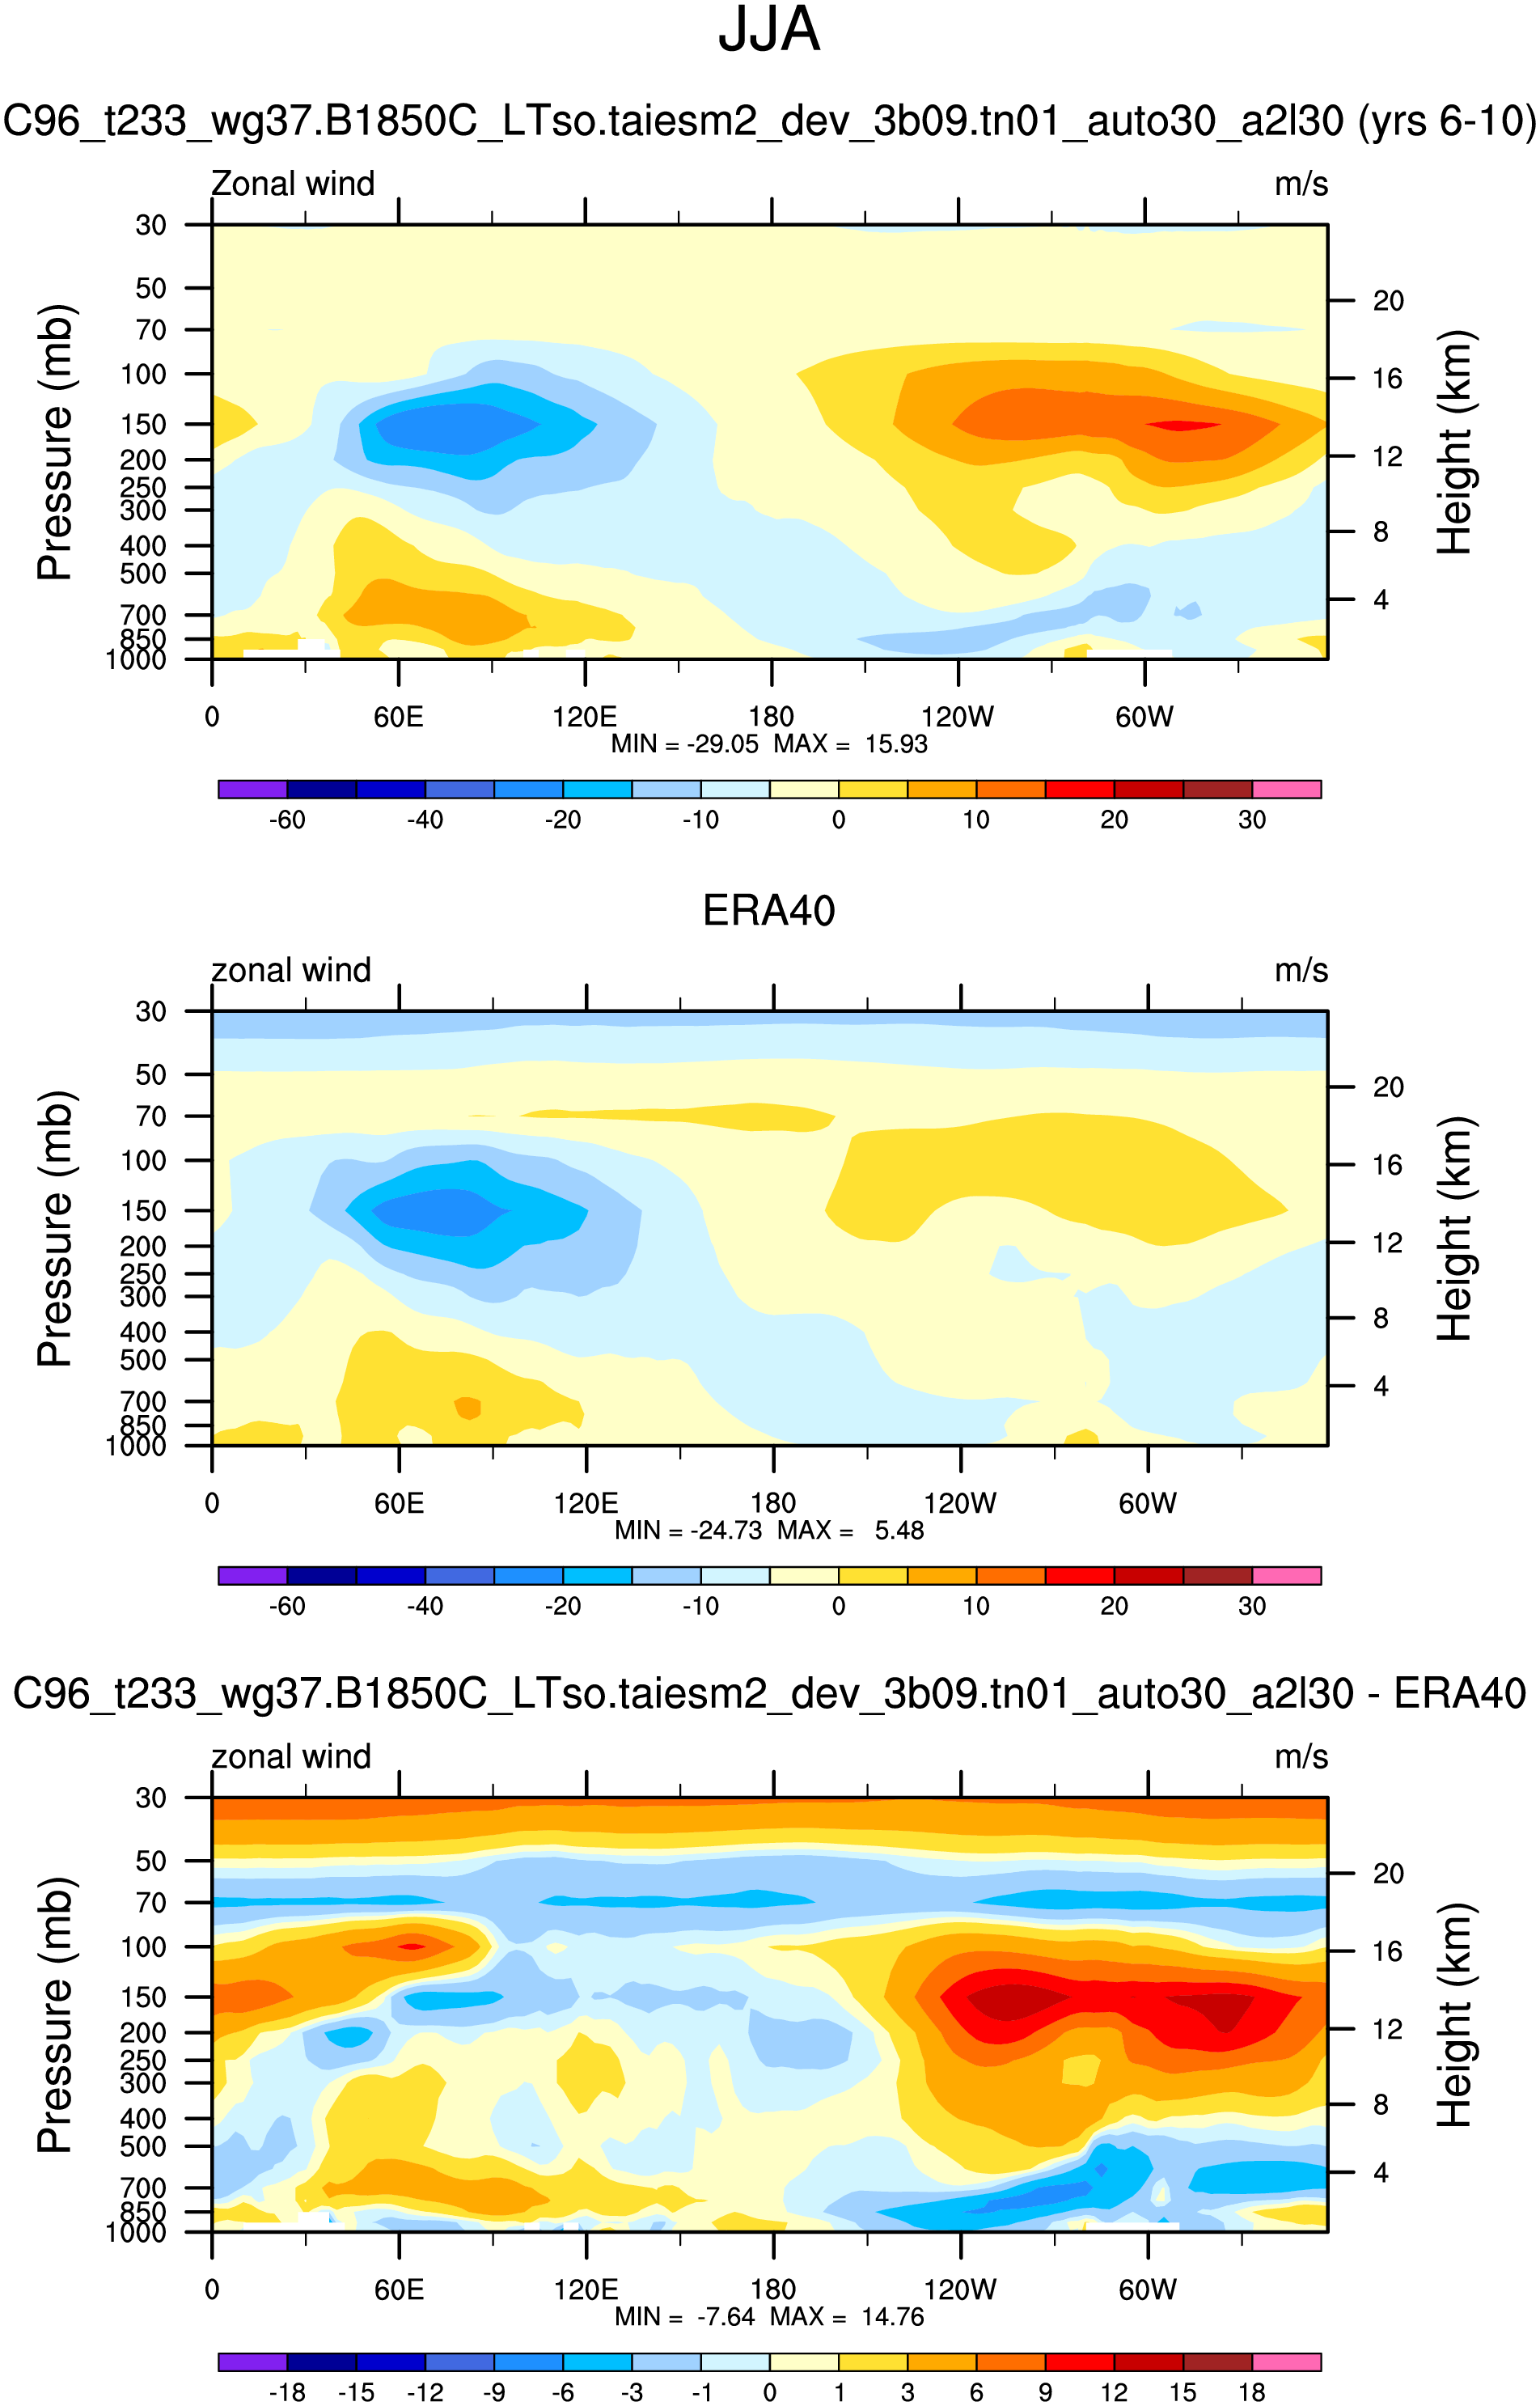 JJA
C96_t233_wg37.B1850C_LTso.taiesm2_dev_3b09.tn01_auto30_a2l30 (yrs 6-10)
Zonal wind m/s
Pressure (mb)
30
50
70
100
150
200
250
300
400
500
700
850
1000
20
16
12
8
4
Height (km)
0 60E 120E 180 120W 60W
MIN = -29.05 MAX = 15.93
-60 -40 -20 -10 0 10 20 30
ERA40
zonal wind m/s
Pressure (mb)
30
50
70
100
150
200
250
300
400
500
700
850
1000
20
16
12
8
4
Height (km)
0 60E 120E 180 120W 60W
MIN = -24.73 MAX = 5.48
-60 -40 -20 -10 0 10 20 30
C96_t233_wg37.B1850C_LTso.taiesm2_dev_3b09.tn01_auto30_a2l30 - ERA40
zonal wind m/s
Pressure (mb)
30
50
70
100
150
200
250
300
400
500
700
850
1000
20
16
12
8
4
Height (km)
0 60E 120E 180 120W 60W
MIN = -7.64 MAX = 14.76
-18 -15 -12 -9 -6 -3 -1 0 1 3 6 9 12 15 18